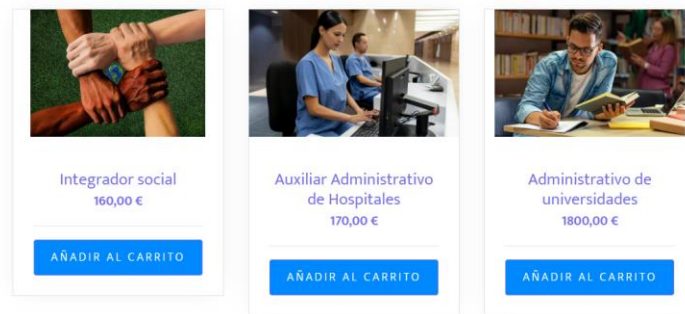 Integrador social
160,00 €
AÑADIR AL CARRITO
Auxiliar Administrativo
de Hospitales
170,00 €
AÑADIR AL CARRITO
Administrativo de
universidades
1800,00 €
AÑADIR AL CARRITO